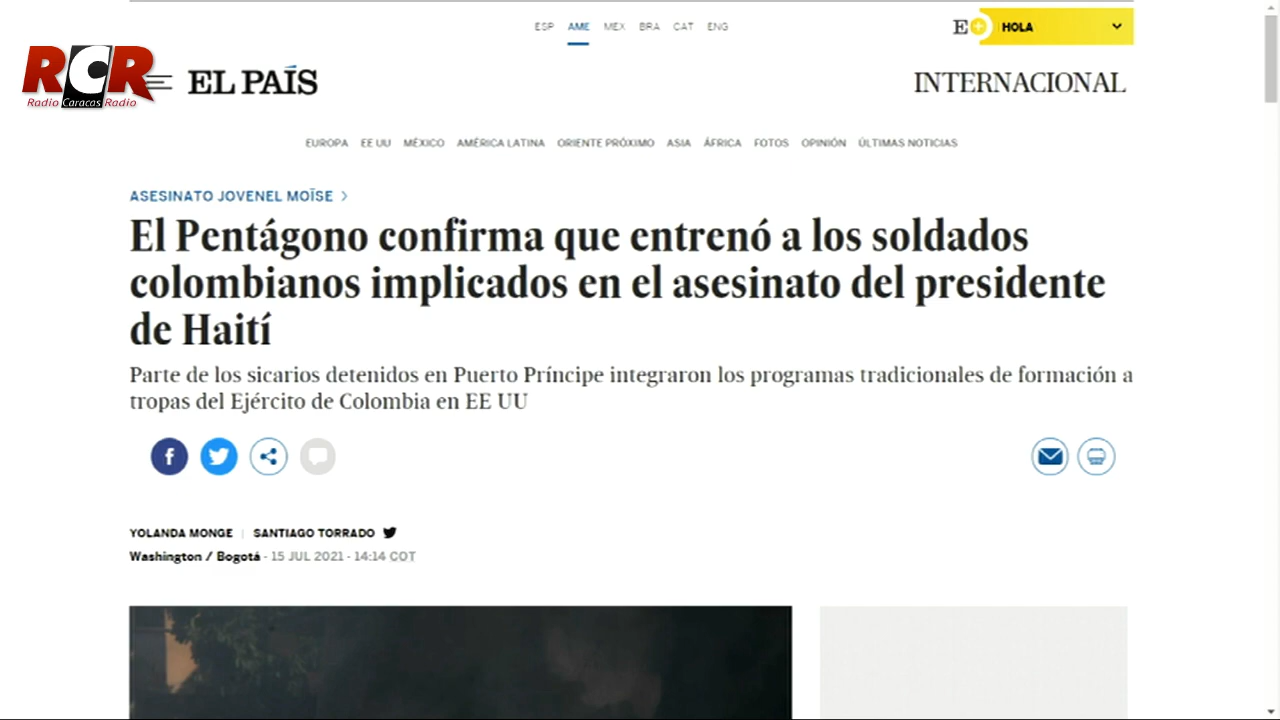 ESP AME MEX BRA CAT ENG
E+ HOLA
RCR
Radio Caracas Radio
EL PAÍS
INTERNACIONAL
EUROPA EE UU MÉXICO AMÉRICA LATINA ORIENTE PRÓXIMO ASIA ÁFRICA FOTOS OPINIÓN ÚLTIMAS NOTICIAS
ASESINATO JOVENEL MOÏSE >
El Pentágono confirma que entrenó a los soldados
colombianos implicados en el asesinato del presidente
de Haití
Parte de los sicarios detenidos en Puerto Príncipe integraron los programas tradicionales de formación a
tropas del Ejército de Colombia en EE UU
YOLANDA MONGE | SANTIAGO TORRADO
Washington / Bogotá - 15 JUL 2021 - 14:14 COT